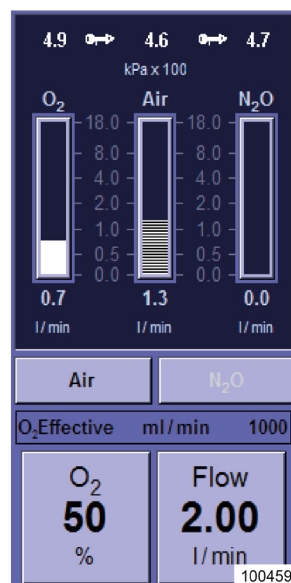 4.9 4.6 4.7
kPa x 100
O₂ Air N₂O
18.0 18.0
8.0 8.0
4.0 4.0
2.0 2.0
1.0 1.0
0.5 0.5
0.0 0.0
0.7 1.3 0.0
l/min l/min l/min
Air N₂O
O₂Effective ml/min 1000
O₂ Flow
50 2.00
% l/min
100459